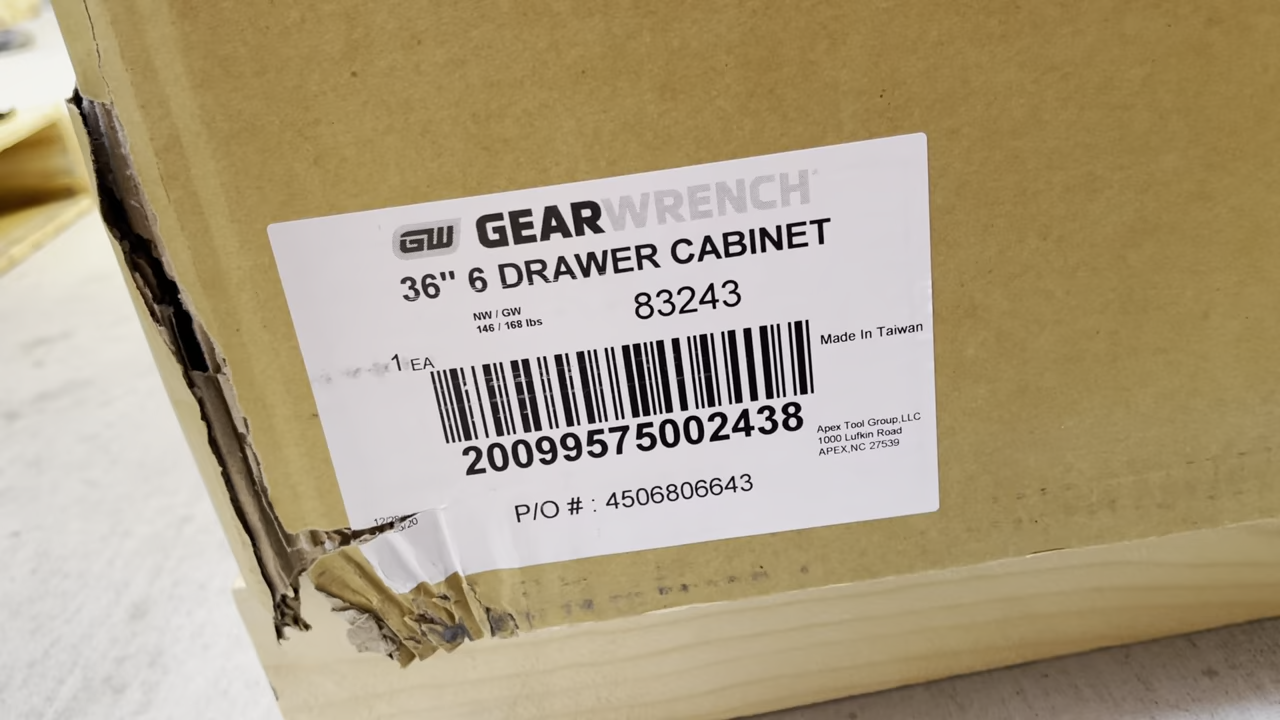 GW GEARWRENCH
36" 6 DRAWER CABINET
NW / GW
146 / 168 lbs
83243
1 EA
Made In Taiwan
20099575002438
Apex Tool Group,LLC
1000 Lufkin Road
APEX,NC 27539
P/O # : 4506806643